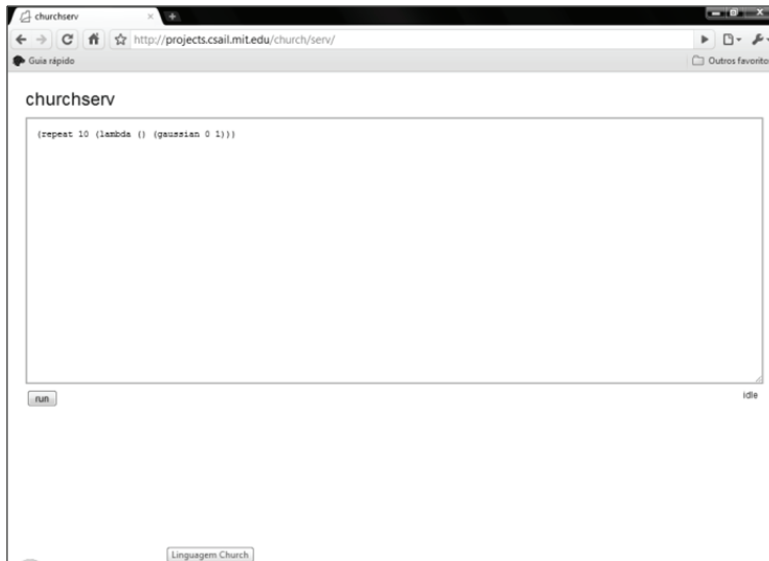 churchserv
http://projects.csail.mit.edu/church/serv/
Guia rápido
Outros favorito
churchserv
(repeat 10 (lambda () (gaussian 0 1)))
run
idle
Linguagem Church